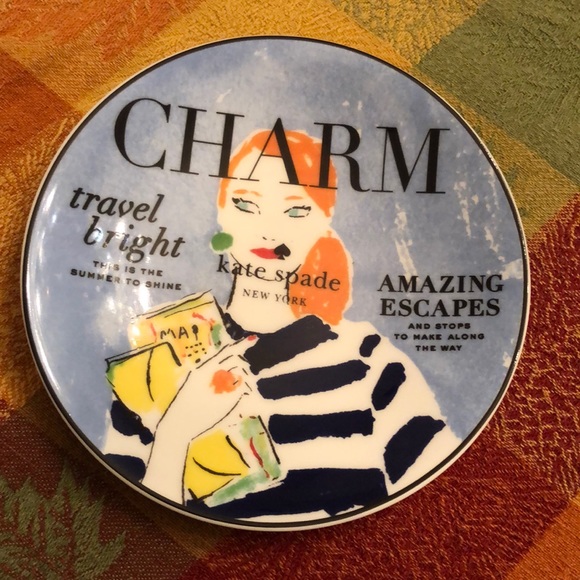 CHARM
travel
bright
THIS IS THE
SUMMER TO SHINE
kate spade
NEW YORK
AMAZING
ESCAPES
AND STOPS
TO MAKE ALONG
THE WAY
MAP